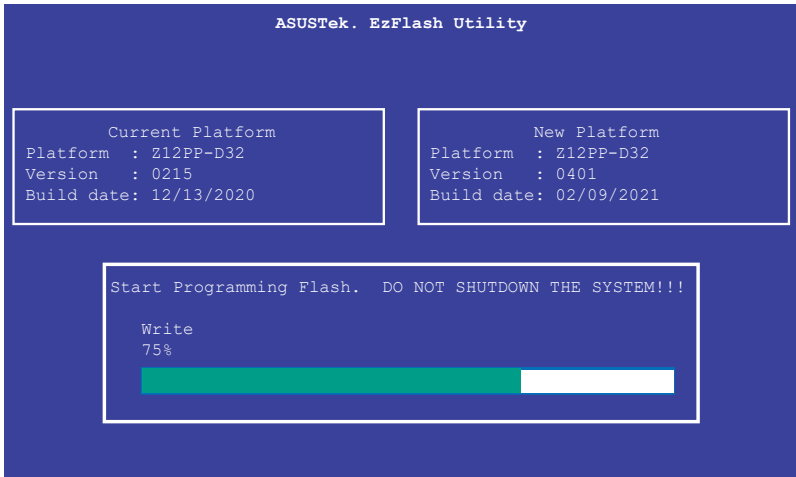 ASUSTek. EzFlash Utility
Current Platform
Platform : Z12PP-D32
Version : 0215
Build date: 12/13/2020
New Platform
Platform : Z12PP-D32
Version : 0401
Build date: 02/09/2021
Start Programming Flash. DO NOT SHUTDOWN THE SYSTEM!!!
Write
75%